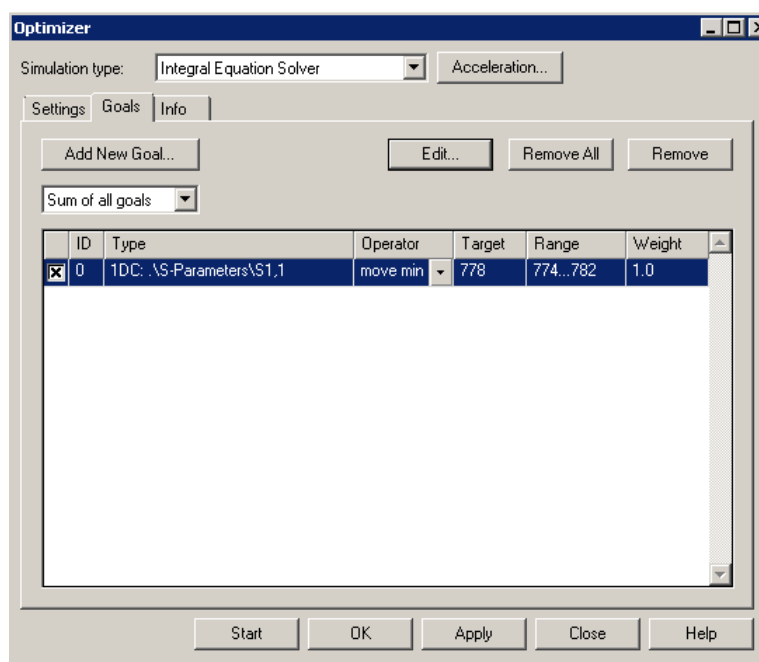 Optimizer
Simulation type: Integral Equation Solver Acceleration...
Settings Goals Info
Add New Goal... Edit... Remove All Remove
Sum of all goals
ID Type Operator Target Range Weight
0 1DC: .\S-Parameters\S1,1 move min 778 774...782 1.0
Start OK Apply Close Help